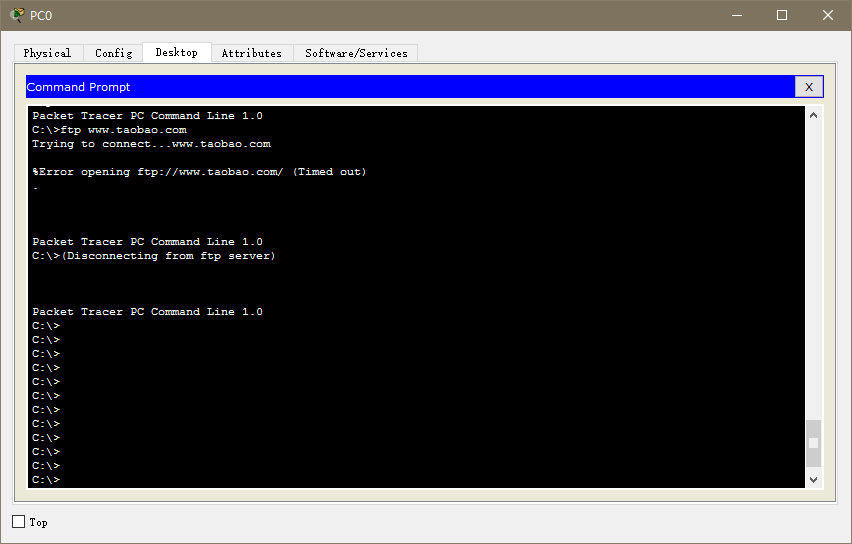 PC0
Physical Config Desktop Attributes Software/Services
Command Prompt X
Packet Tracer PC Command Line 1.0
C:\>ftp www.taobao.com
Trying to connect...www.taobao.com
%Error opening ftp://www.taobao.com/ (Timed out)
.
Packet Tracer PC Command Line 1.0
C:\>(Disconnecting from ftp server)
Packet Tracer PC Command Line 1.0
C:\>
C:\>
C:\>
C:\>
C:\>
C:\>
C:\>
C:\>
C:\>
C:\>
C:\>
C:\>
Top